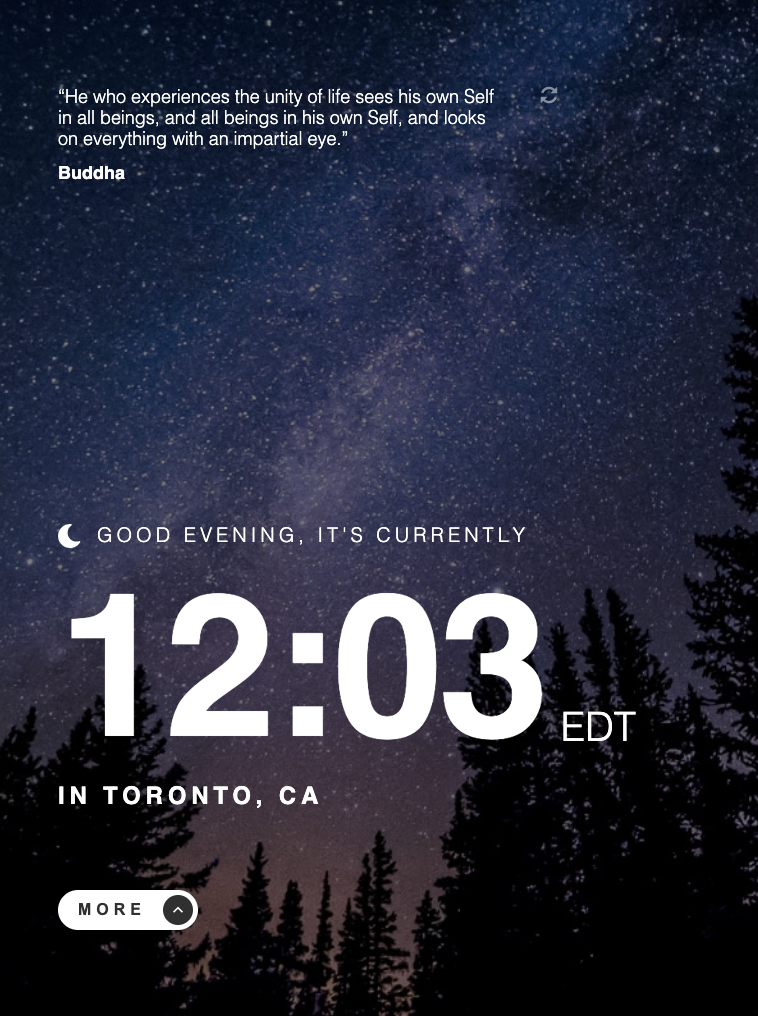 “He who experiences the unity of life sees his own Self
in all beings, and all beings in his own Self, and looks
on everything with an impartial eye.”
Buddha
GOOD EVENING, IT'S CURRENTLY
12:03 EDT
IN TORONTO, CA
MORE